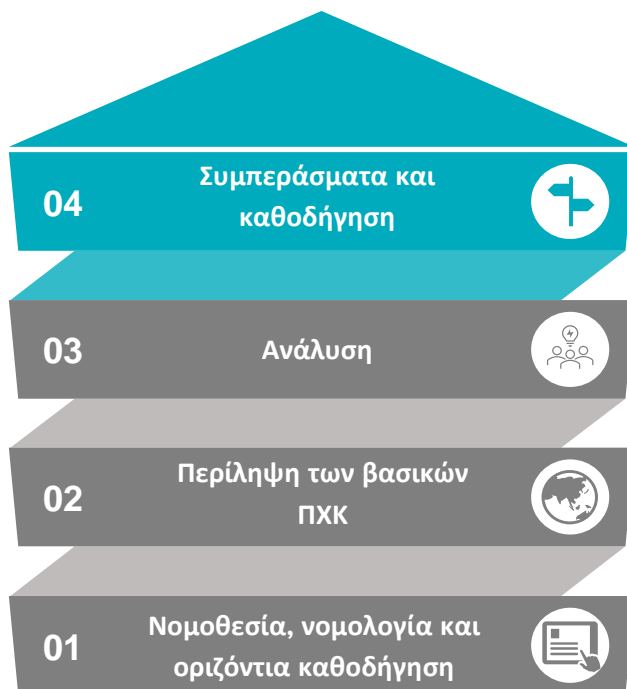 04
Συμπεράσματα και
καθοδήγηση
03
Ανάλυση
02
Περίληψη των βασικών
ΠΧΚ
01
Νομοθεσία, νομολογία και
οριζόντια καθοδήγηση